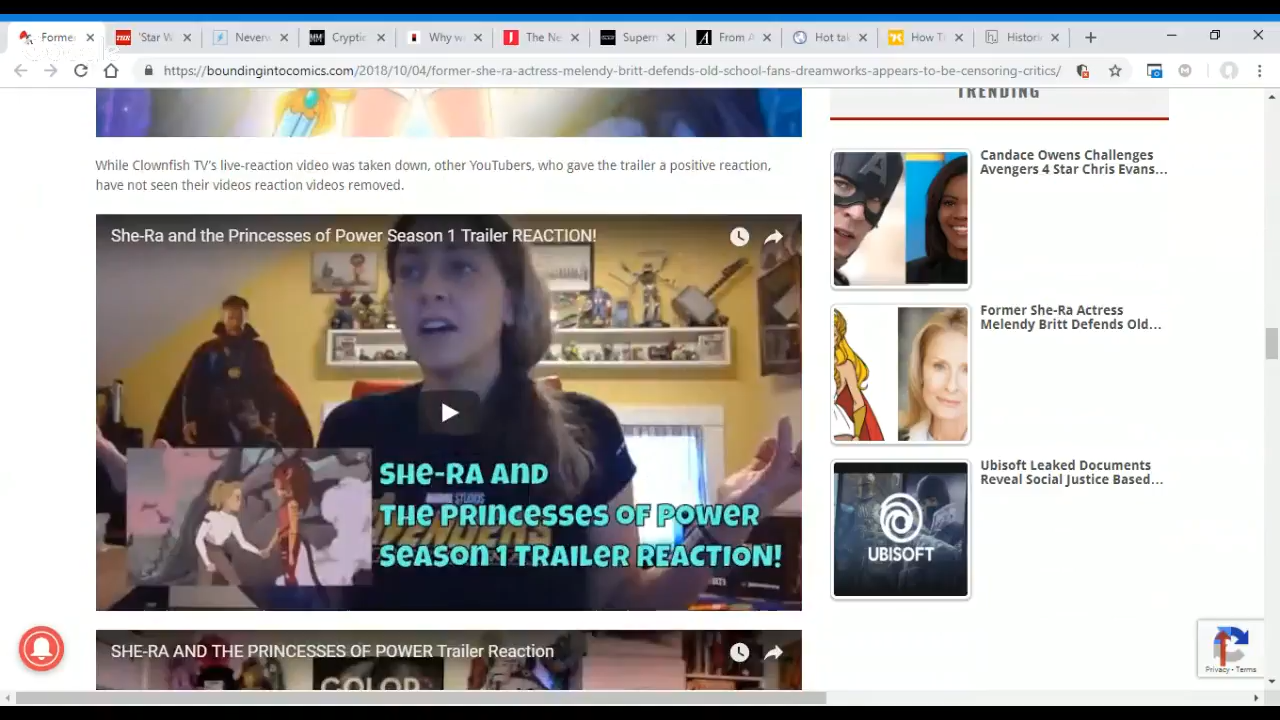 Forme
'Star W
Neverw
Cryptic
Why w
The Ne
Supern
From A
Hot tak
How T
Histori
https://boundingintocomics.com/2018/10/04/former-she-ra-actress-melendy-britt-defends-old-school-fans-dreamworks-appears-to-be-censoring-critics/
TRENDING
While Clownfish TV's live-reaction video was taken down, other YouTubers, who gave the trailer a positive reaction,
have not seen their videos reaction videos removed.
She-Ra and the Princesses of Power Season 1 Trailer REACTION!
SHe-RA AND
THe PRiNCesses oF PoWeR
SeAsoN 1 TRAiLeR ReACTioN!
MARVEL STUDIOS
SHE-RA AND THE PRINCESSES OF POWER Trailer Reaction
COLOR
Candace Owens Challenges
Avengers 4 Star Chris Evans...
Former She-Ra Actress
Melendy Britt Defends Old...
Ubisoft Leaked Documents
Reveal Social Justice Based...
UBISOFT
Privacy - Terms